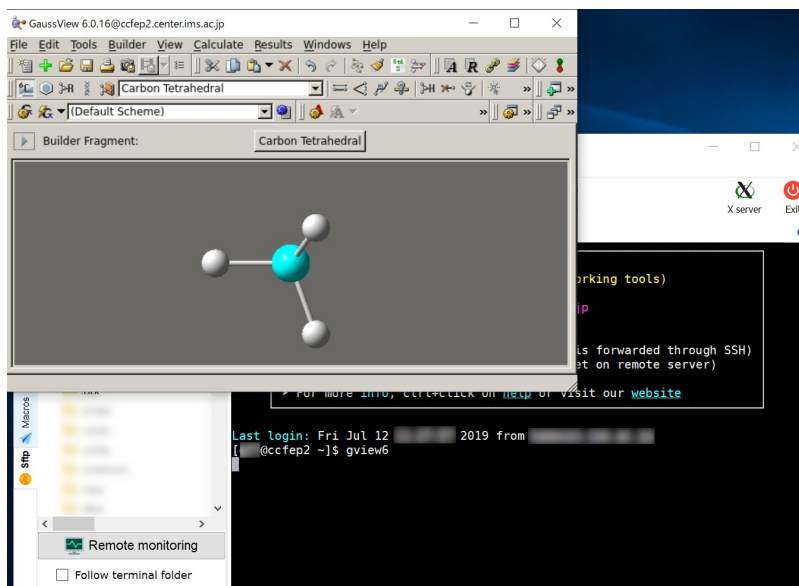 GaussView 6.0.16@ccfep2.center.ims.ac.jp
File Edit Tools Builder View Calculate Results Windows Help
Carbon Tetrahedral
(Default Scheme)
Builder Fragment: Carbon Tetrahedral
X server Exit
orking tools)
jp
is forwarded through SSH)
et on remote server)
➤ For more info, ctrl+click on help or visit our website
Macros
Sftp
Last login: Fri Jul 12 2019 from
[ @ccfep2 ~]$ gview6
Remote monitoring
Follow terminal folder